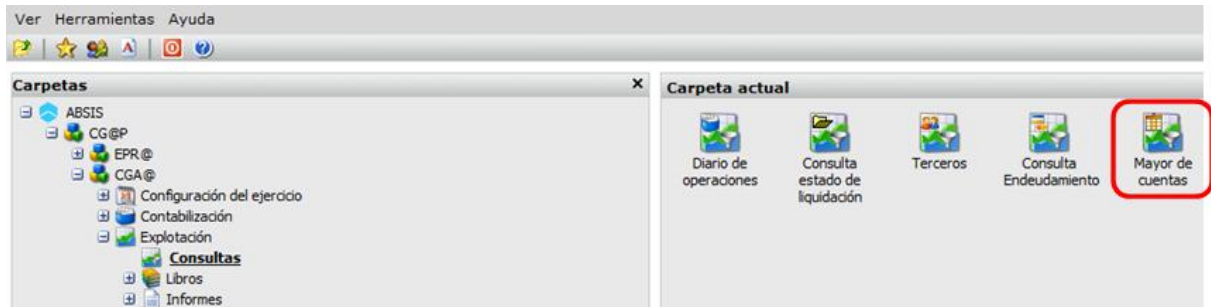 Ver Herramientas Ayuda
Carpetas
ABSIS
CG@P
EPR@
CGA@
Configuración del ejercicio
Contabilización
Explotación
Consultas
Libros
Informes
Carpeta actual
Diario de
operaciones
Consulta
estado de
liquidación
Terceros
Consulta
Endeudamiento
Mayor de
cuentas